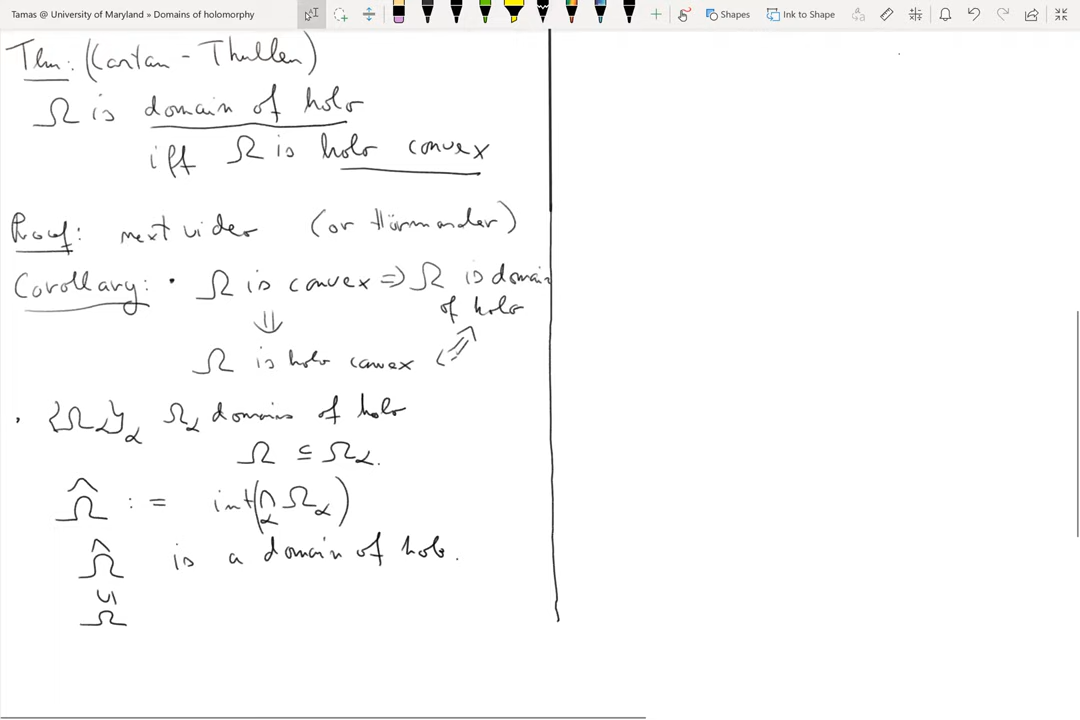 Tamas @ University of Maryland » Domains of holomorphy
Shapes
Ink to Shape
Thm: (Cartan - Thullen)
Ω is domain of holo
iff Ω is holo convex
Proof: next video (or Hörmander)
Corollary: · Ω is convex ⇒ Ω is domain
of holo
⇓
Ω is holo convex ⇔
· {Ω_α}_α Ω_α domains of holo
Ω ⊆ Ω_α.
Ω̂ := int(∩_α Ω_α)
Ω̂ is a domain of holo.
∪|
Ω